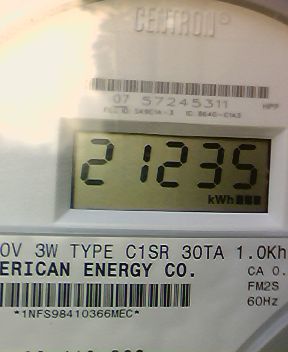 CENTRON®
07 57245311 HPP
21235
kWh
0V 3W TYPE C1SR 30TA 1.0Kh
ERICAN ENERGY CO. CA 0.
FM2S
60Hz
*1NFS98410366MEC*